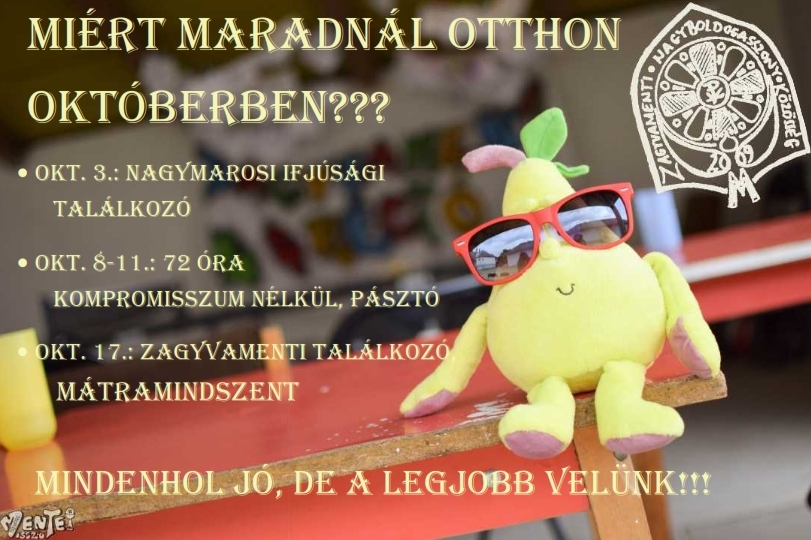 MIÉRT MARADNÁL OTTHON
OKTÓBERBEN???
• OKT. 3.: NAGYMAROSI IFJÚSÁGI
TALÁLKOZÓ
• OKT. 8-11.: 72 ÓRA
KOMPROMISSZUM NÉLKÜL, PÁSZTÓ
• OKT. 17.: ZAGYVAMENTI TALÁLKOZÓ,
MÁTRAMINDSZENT
MINDENHOL JÓ, DE A LEGJOBB VELÜNK!!!
ZAGYVAMENTI • NAGYBOLDOGASSZONY • KÖZÖSSÉG